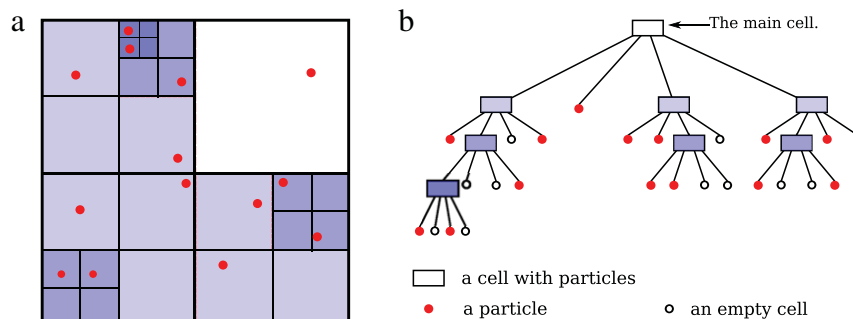 a
b
The main cell.
a cell with particles
a particle
an empty cell